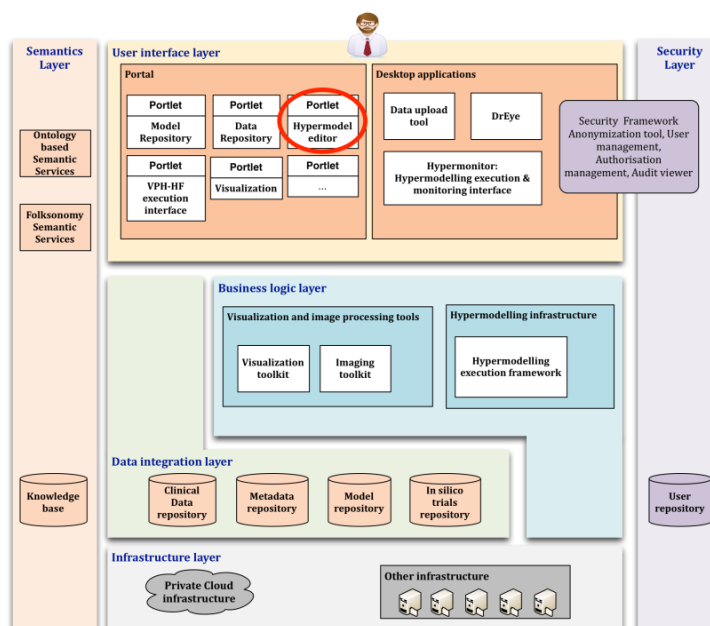 Semantics
Layer
Ontology
based
Semantic
Services
Folksonomy
Semantic
Services
Knowledge
base
User interface layer
Portal
Portlet
Model
Repository
Portlet
Data
Repository
Portlet
Hypermodel
editor
Portlet
VPH-HF
execution
interface
Portlet
Visualization
Portlet
...
Desktop applications
Data upload
tool
DrEye
Hypermonitor:
Hypermodelling execution &
monitoring interface
Security
Layer
Security Framework
Anonymization tool, User
management,
Authorisation
management, Audit viewer
User
repository
Business logic layer
Visualization and image processing tools
Visualization
toolkit
Imaging
toolkit
Hypermodelling infrastructure
Hypermodelling
execution framework
Data integration layer
Clinical
Data
repository
Metadata
repository
Model
repository
In silico
trials
repository
Infrastructure layer
Private Cloud
infrastructure
Other infrastructure